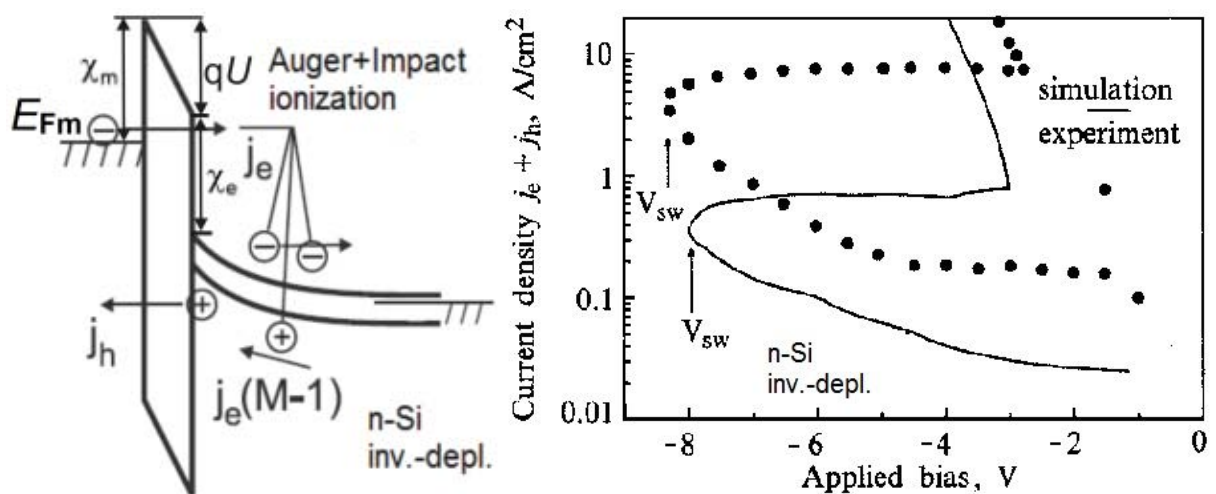 χm
qU
Auger+Impact
ionization
EFm
je
χe
jh
je(M-1)
n-Si
inv.-depl.
Current density je + jh, A/cm2
10
1
0.1
0.01
simulation
experiment
Vsw
Vsw
n-Si
inv.-depl.
-8
-6
-4
-2
0
Applied bias, V